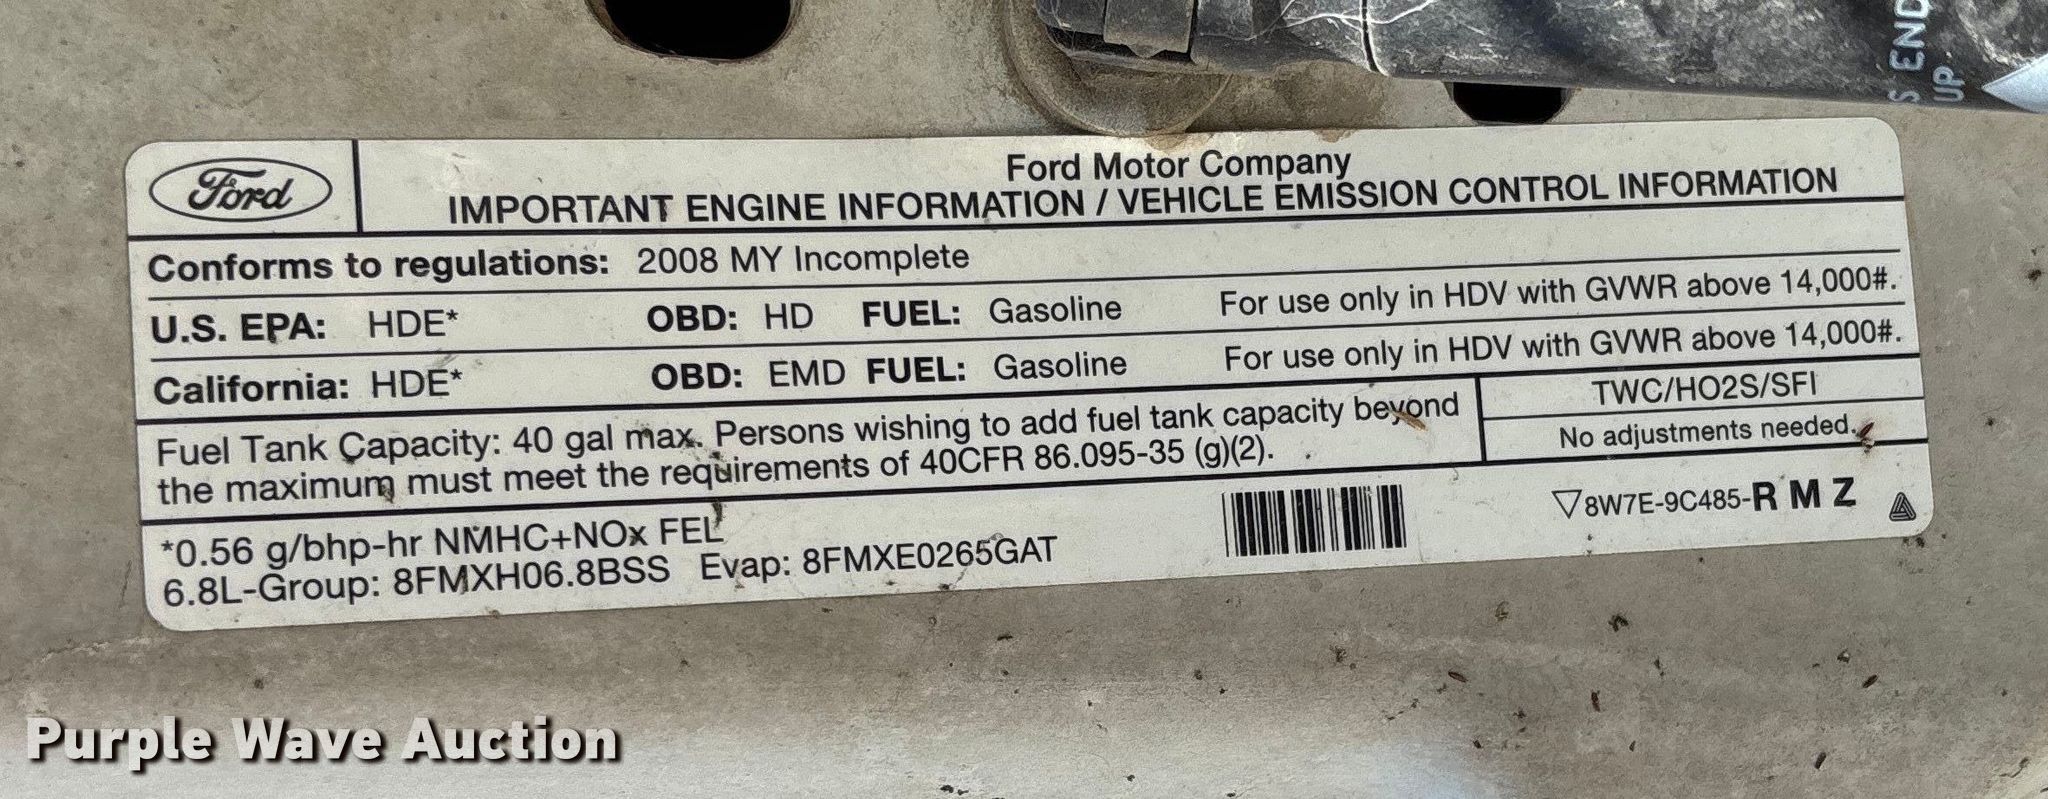 S END
UP
Ford
Ford Motor Company
IMPORTANT ENGINE INFORMATION / VEHICLE EMISSION CONTROL INFORMATION
Conforms to regulations: 2008 MY Incomplete
U.S. EPA: HDE* OBD: HD FUEL: Gasoline For use only in HDV with GVWR above 14,000#.
California: HDE* OBD: EMD FUEL: Gasoline For use only in HDV with GVWR above 14,000#.
Fuel Tank Capacity: 40 gal max. Persons wishing to add fuel tank capacity beyond
the maximum must meet the requirements of 40CFR 86.095-35 (g)(2).
TWC/HO2S/SFI
No adjustments needed.
*0.56 g/bhp-hr NMHC+NOx FEL
6.8L-Group: 8FMXH06.8BSS Evap: 8FMXE0265GAT
▽8W7E-9C485-R M Z
Purple Wave Auction